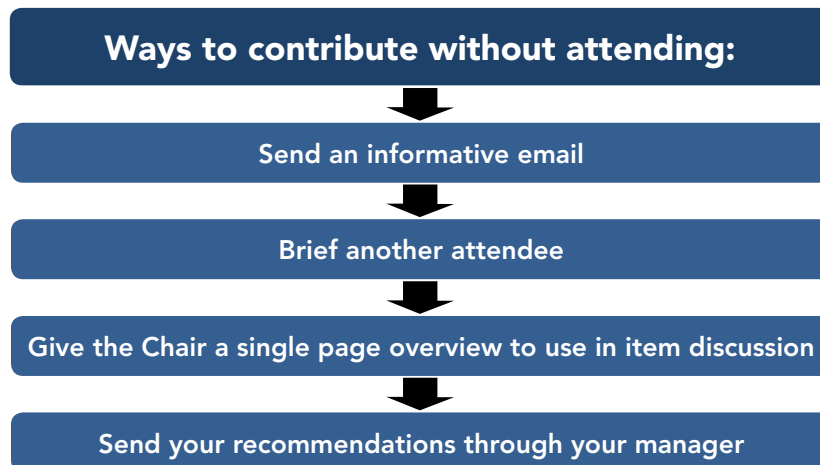 Ways to contribute without attending:
Send an informative email
Brief another attendee
Give the Chair a single page overview to use in item discussion
Send your recommendations through your manager